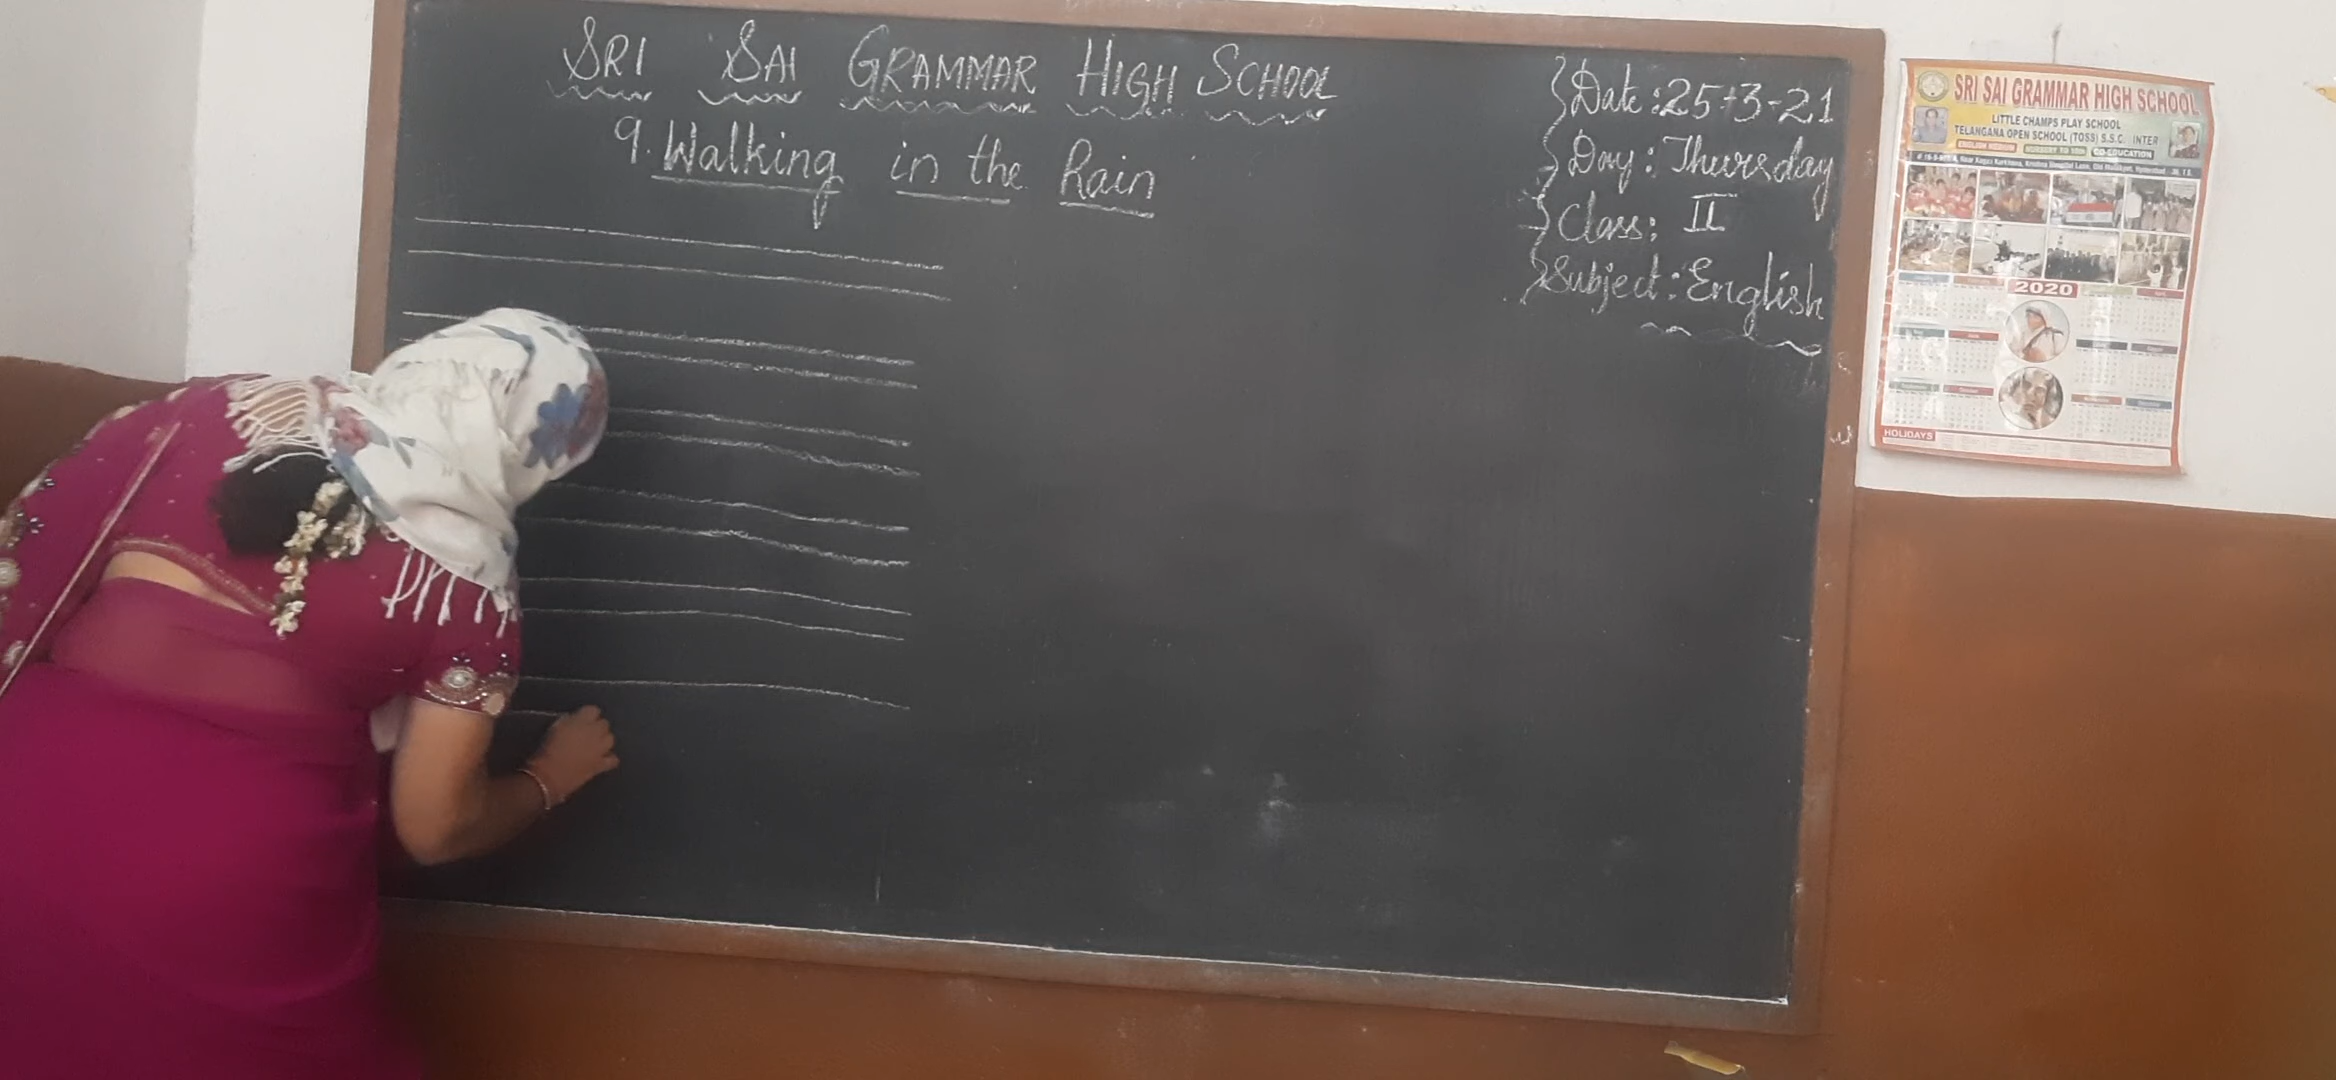 SRI SAI GRAMMAR HIGH SCHOOL
9. Walking in the Rain
Date: 25-3-21
Day: Thursday
Class: II
Subject: English
SRI SAI GRAMMAR HIGH SCHOOL
LITTLE CHAMPS PLAY SCHOOL
TELANGANA OPEN SCHOOL (TOSS) S.S.C. INTER
ENGLISH MEDIUM NURSERY TO 10th CO-EDUCATION
2020
HOLIDAYS